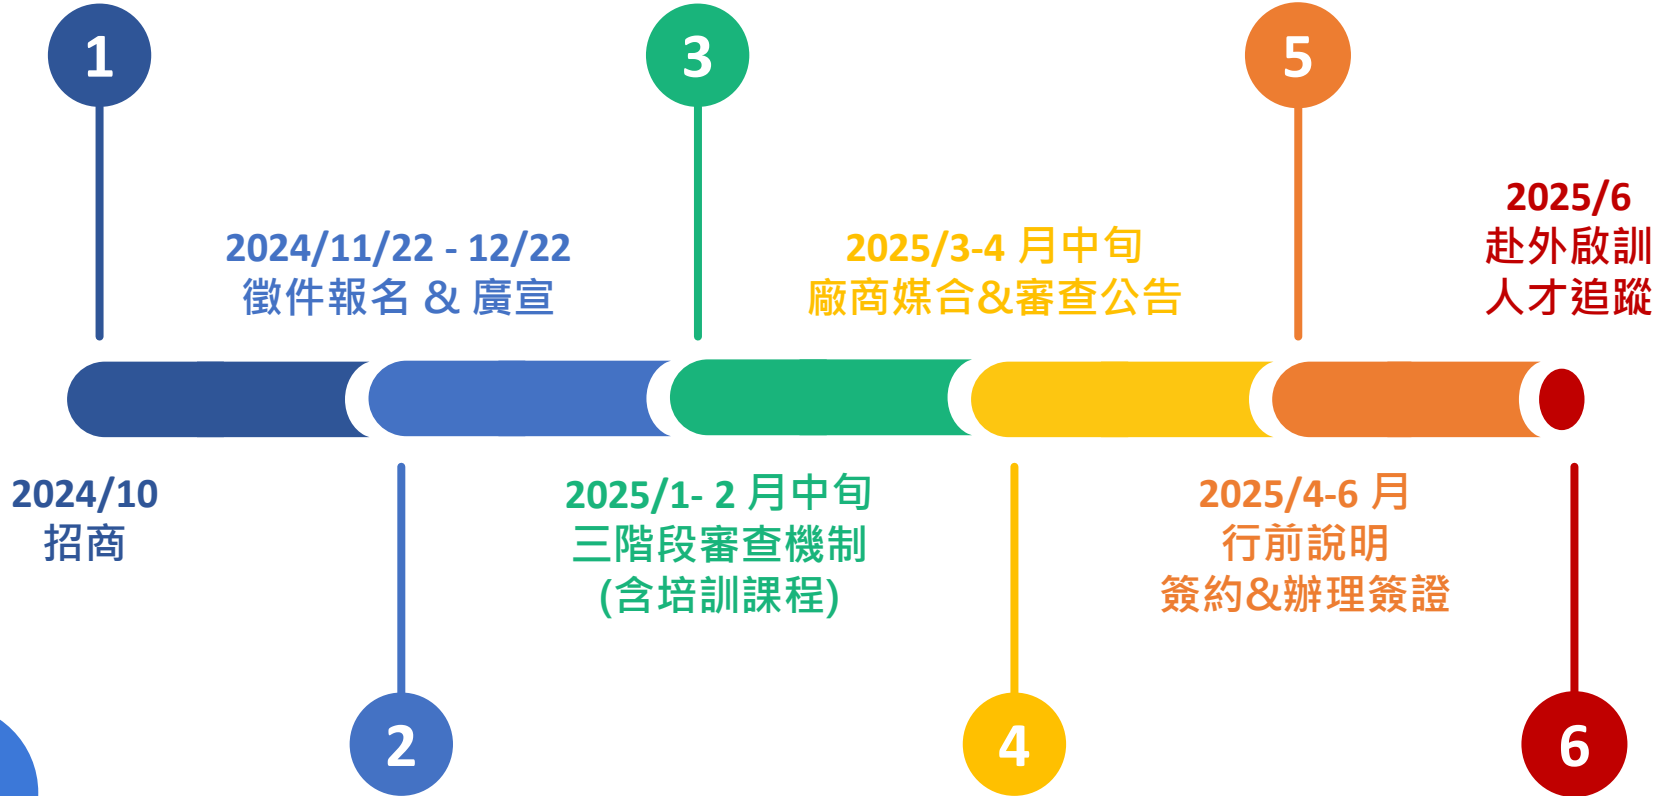 1
3
5
2024/11/22 - 12/22
徵件報名 & 廣宣
2025/3-4 月中旬
廠商媒合&審查公告
2025/6
赴外啟訓
人才追蹤
2024/10
招商
2025/1- 2 月中旬
三階段審查機制
(含培訓課程)
2025/4-6 月
行前說明
簽約&辦理簽證
2
4
6